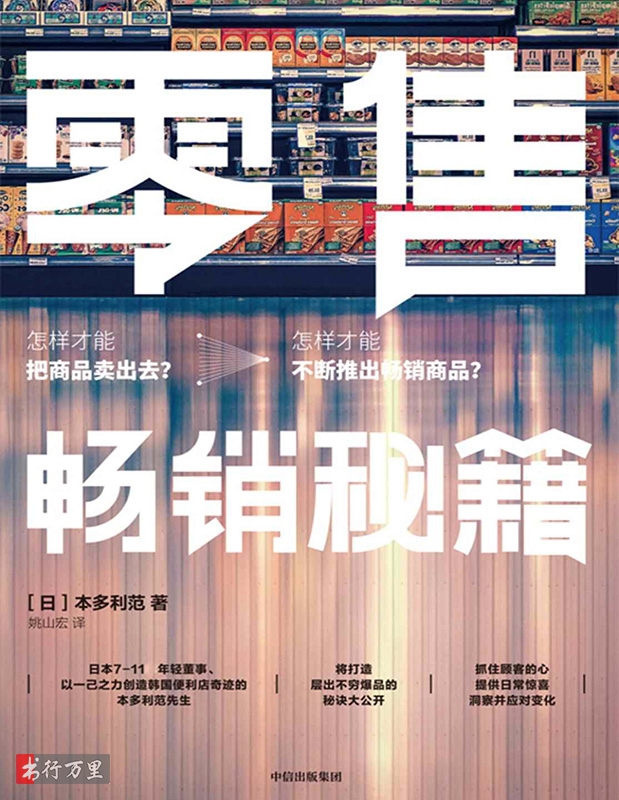 零售
怎样才能
把商品卖出去?
怎样才能
不断推出畅销商品?
畅销秘籍
[日]本多利范 著
姚山宏 译
日本7-11 年轻董事、
以一己之力创造韩国便利店奇迹的
本多利范先生
将打造
层出不穷爆品的
秘诀大公开
抓住顾客的心
提供日常惊喜
洞察并应对变化
书行万里
中信出版集团